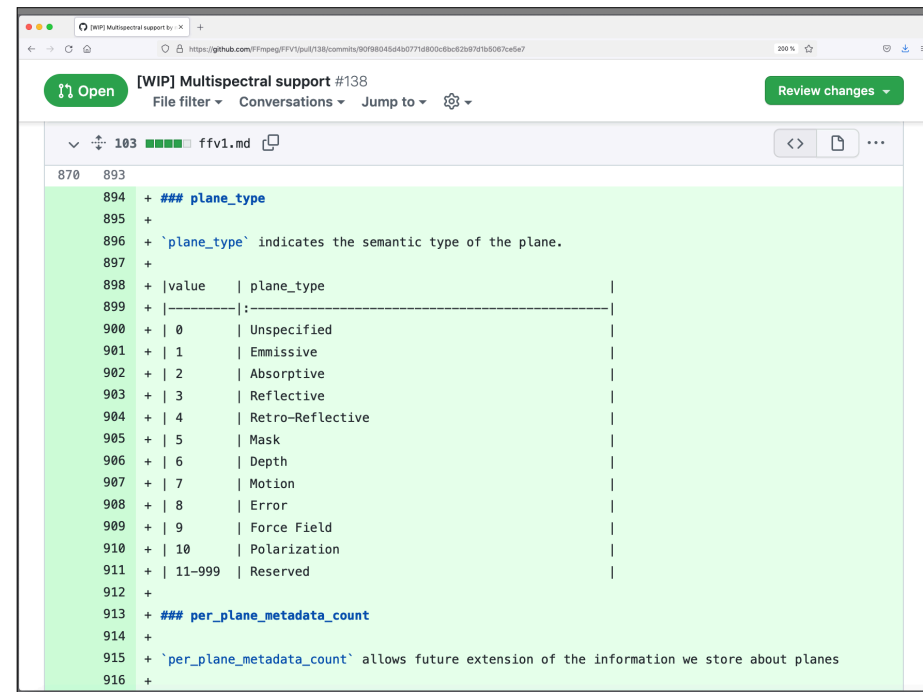 [WIP] Multispectral support by
https://github.com/FFmpeg/FFV1/pull/138/commits/90f98045d4b0771d800c6bc62b97d1b5067ce6e7
200 %
Open
[WIP] Multispectral support #138
File filter Conversations Jump to
Review changes
103 ffv1.md
870 893
894 + ### plane_type
895 +
896 + `plane_type` indicates the semantic type of the plane.
897 +
898 + |value | plane_type |
899 + |---------|:-------------------------------------------------|
900 + | 0 | Unspecified |
901 + | 1 | Emmissive |
902 + | 2 | Absorptive |
903 + | 3 | Reflective |
904 + | 4 | Retro-Reflective |
905 + | 5 | Mask |
906 + | 6 | Depth |
907 + | 7 | Motion |
908 + | 8 | Error |
909 + | 9 | Force Field |
910 + | 10 | Polarization |
911 + | 11-999 | Reserved |
912 +
913 + ### per_plane_metadata_count
914 +
915 + `per_plane_metadata_count` allows future extension of the information we store about planes
916 +